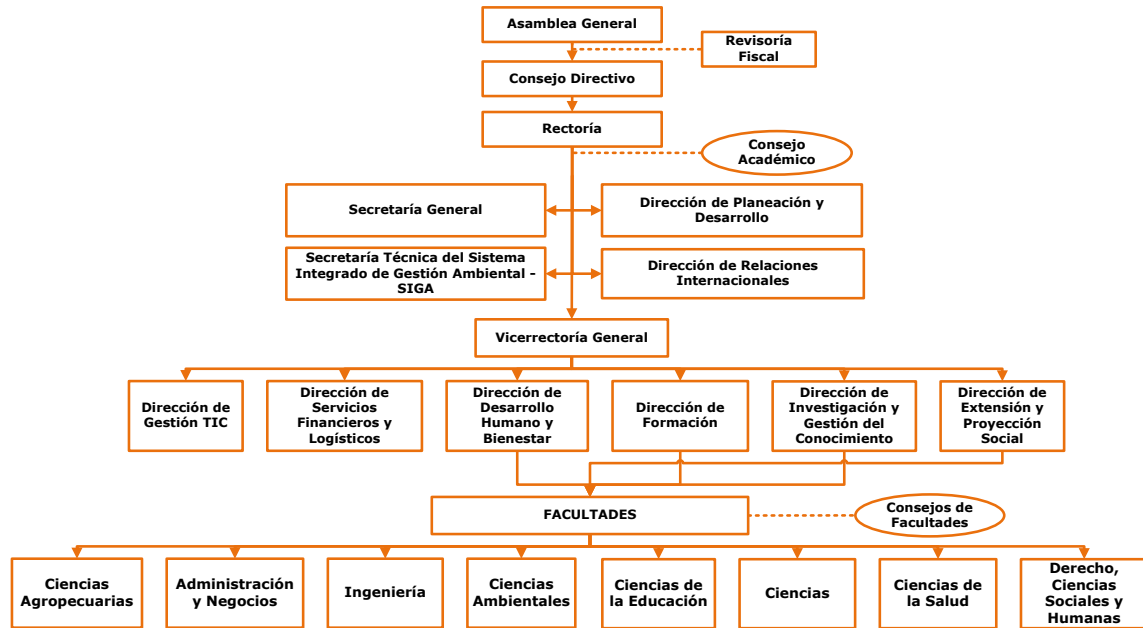 Asamblea General
Revisoría
Fiscal
Consejo Directivo
Rectoría
Consejo
Académico
Secretaría General
Dirección de Planeación y
Desarrollo
Secretaría Técnica del Sistema
Integrado de Gestión Ambiental -
SIGA
Dirección de Relaciones
Internacionales
Vicerrectoría General
Dirección de
Gestión TIC
Dirección de
Servicios
Financieros y
Logísticos
Dirección de
Desarrollo
Humano y
Bienestar
Dirección de
Formación
Dirección de
Investigación y
Gestión del
Conocimiento
Dirección de
Extensión y
Proyección
Social
FACULTADES
Consejos de
Facultades
Ciencias
Agropecuarias
Administración
y Negocios
Ingeniería
Ciencias
Ambientales
Ciencias de
la Educación
Ciencias
Ciencias de
la Salud
Derecho,
Ciencias
Sociales y
Humanas